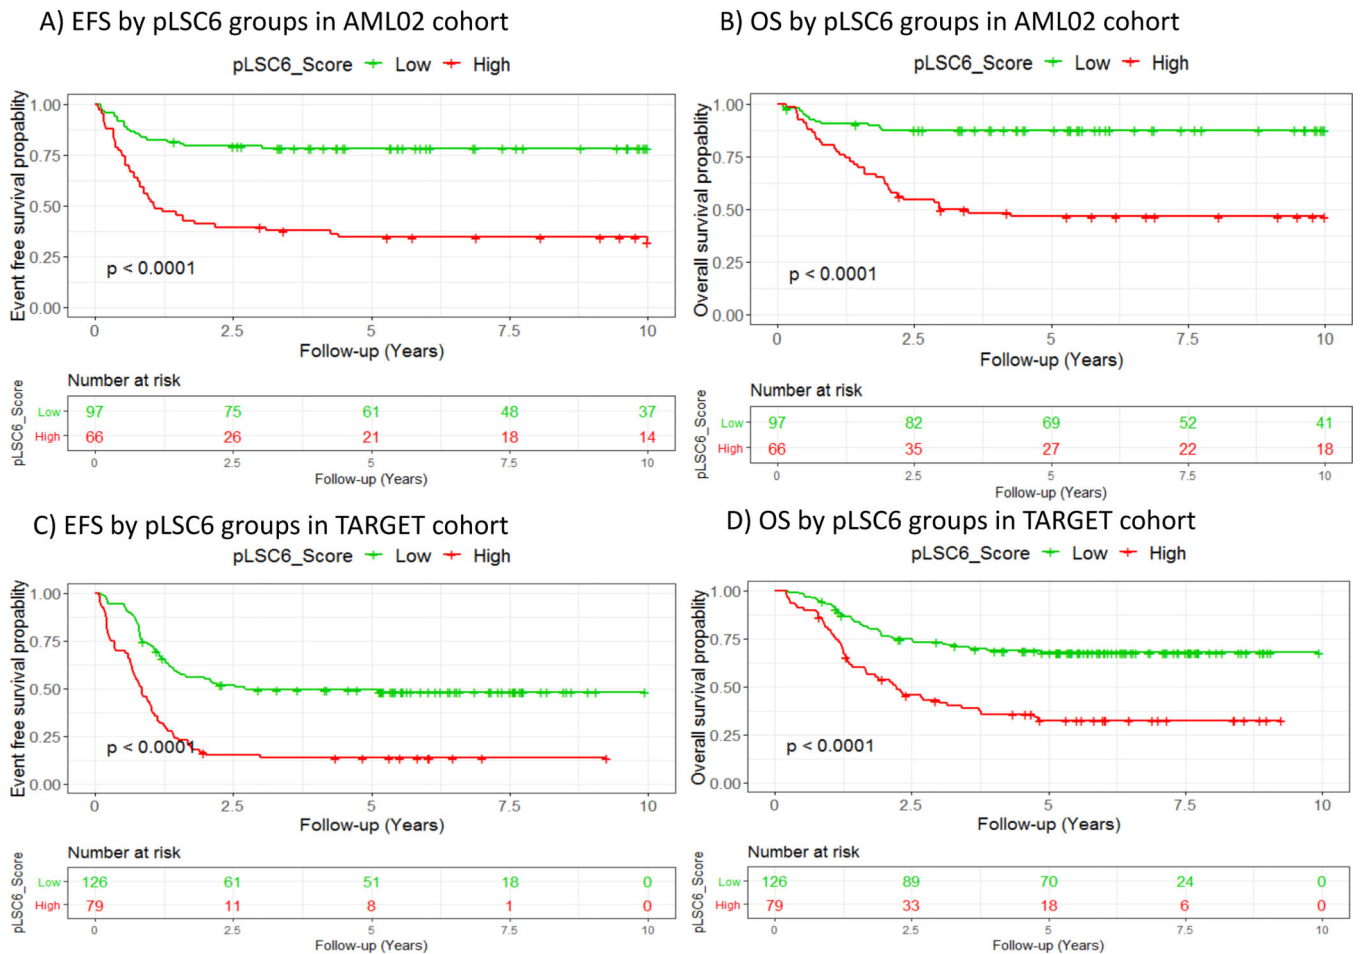 A) EFS by pLSC6 groups in AML02 cohort
pLSC6_Score Low High
Event free survival propablity
1.00
0.75
0.50
0.25
0.00
p < 0.0001
0 2.5 5 7.5 10
Follow-up (Years)
Number at risk
pLSC6_Score
Low 97 75 61 48 37
High 66 26 21 18 14
0 2.5 5 7.5 10
Follow-up (Years)
B) OS by pLSC6 groups in AML02 cohort
pLSC6_Score Low High
Overall survival propablity
1.00
0.75
0.50
0.25
0.00
p < 0.0001
0 2.5 5 7.5 10
Follow-up (Years)
Number at risk
pLSC6_Score
Low 97 82 69 52 41
High 66 35 27 22 18
0 2.5 5 7.5 10
Follow-up (Years)
C) EFS by pLSC6 groups in TARGET cohort
pLSC6_Score Low High
Event free survival propablity
1.00
0.75
0.50
0.25
0.00
p < 0.0001
0 2.5 5 7.5 10
Follow-up (Years)
Number at risk
pLSC6_Score
Low 126 61 51 18 0
High 79 11 8 1 0
0 2.5 5 7.5 10
Follow-up (Years)
D) OS by pLSC6 groups in TARGET cohort
pLSC6_Score Low High
Overall survival propablity
1.00
0.75
0.50
0.25
0.00
p < 0.0001
0 2.5 5 7.5 10
Follow-up (Years)
Number at risk
pLSC6_Score
Low 126 89 70 24 0
High 79 33 18 6 0
0 2.5 5 7.5 10
Follow-up (Years)